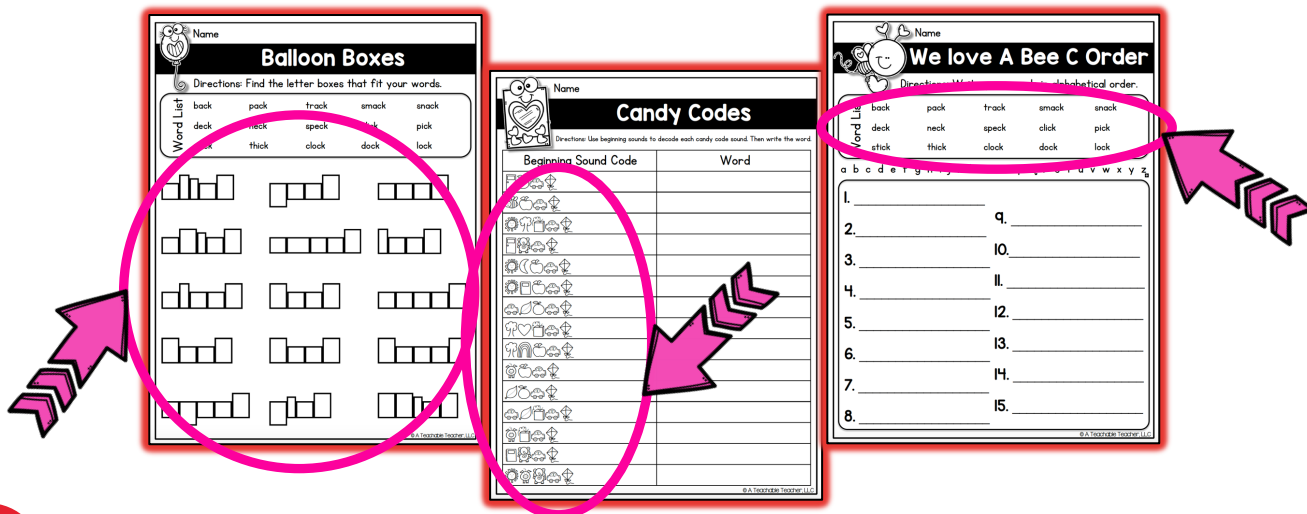 Name
Balloon Boxes
Directions: Find the letter boxes that fit your words.
Word List
back pack track smack snack
deck neck speck pick
thick clock dock lock
© A Teachable Teacher, LLC
Name
Candy Codes
Directions: Use beginning sounds to decode each candy code sound. Then write the word.
Beginning Sound Code Word
© A Teachable Teacher, LLC
Name
We love A Bee C Order
alphabetical order.
Word List
back pack track smack snack
deck neck speck click pick
stick thick clock dock lock
a b c d e f g v w x y z
1.
2.
3.
4.
5.
6.
7.
8.
9.
10.
11.
12.
13.
14.
15.
© A Teachable Teacher, LLC